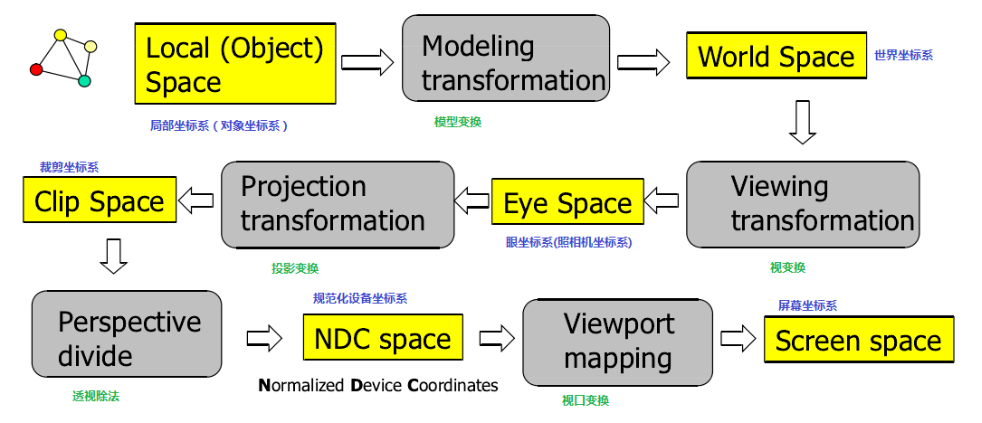 Local (Object)
Space
局部坐标系（对象坐标系）
Modeling
transformation
模型变换
World Space
世界坐标系
Viewing
transformation
视变换
Eye Space
眼坐标系(照相机坐标系)
Projection
transformation
投影变换
裁剪坐标系
Clip Space
Perspective
divide
透视除法
规范化设备坐标系
NDC space
Normalized Device Coordinates
Viewport
mapping
视口变换
屏幕坐标系
Screen space